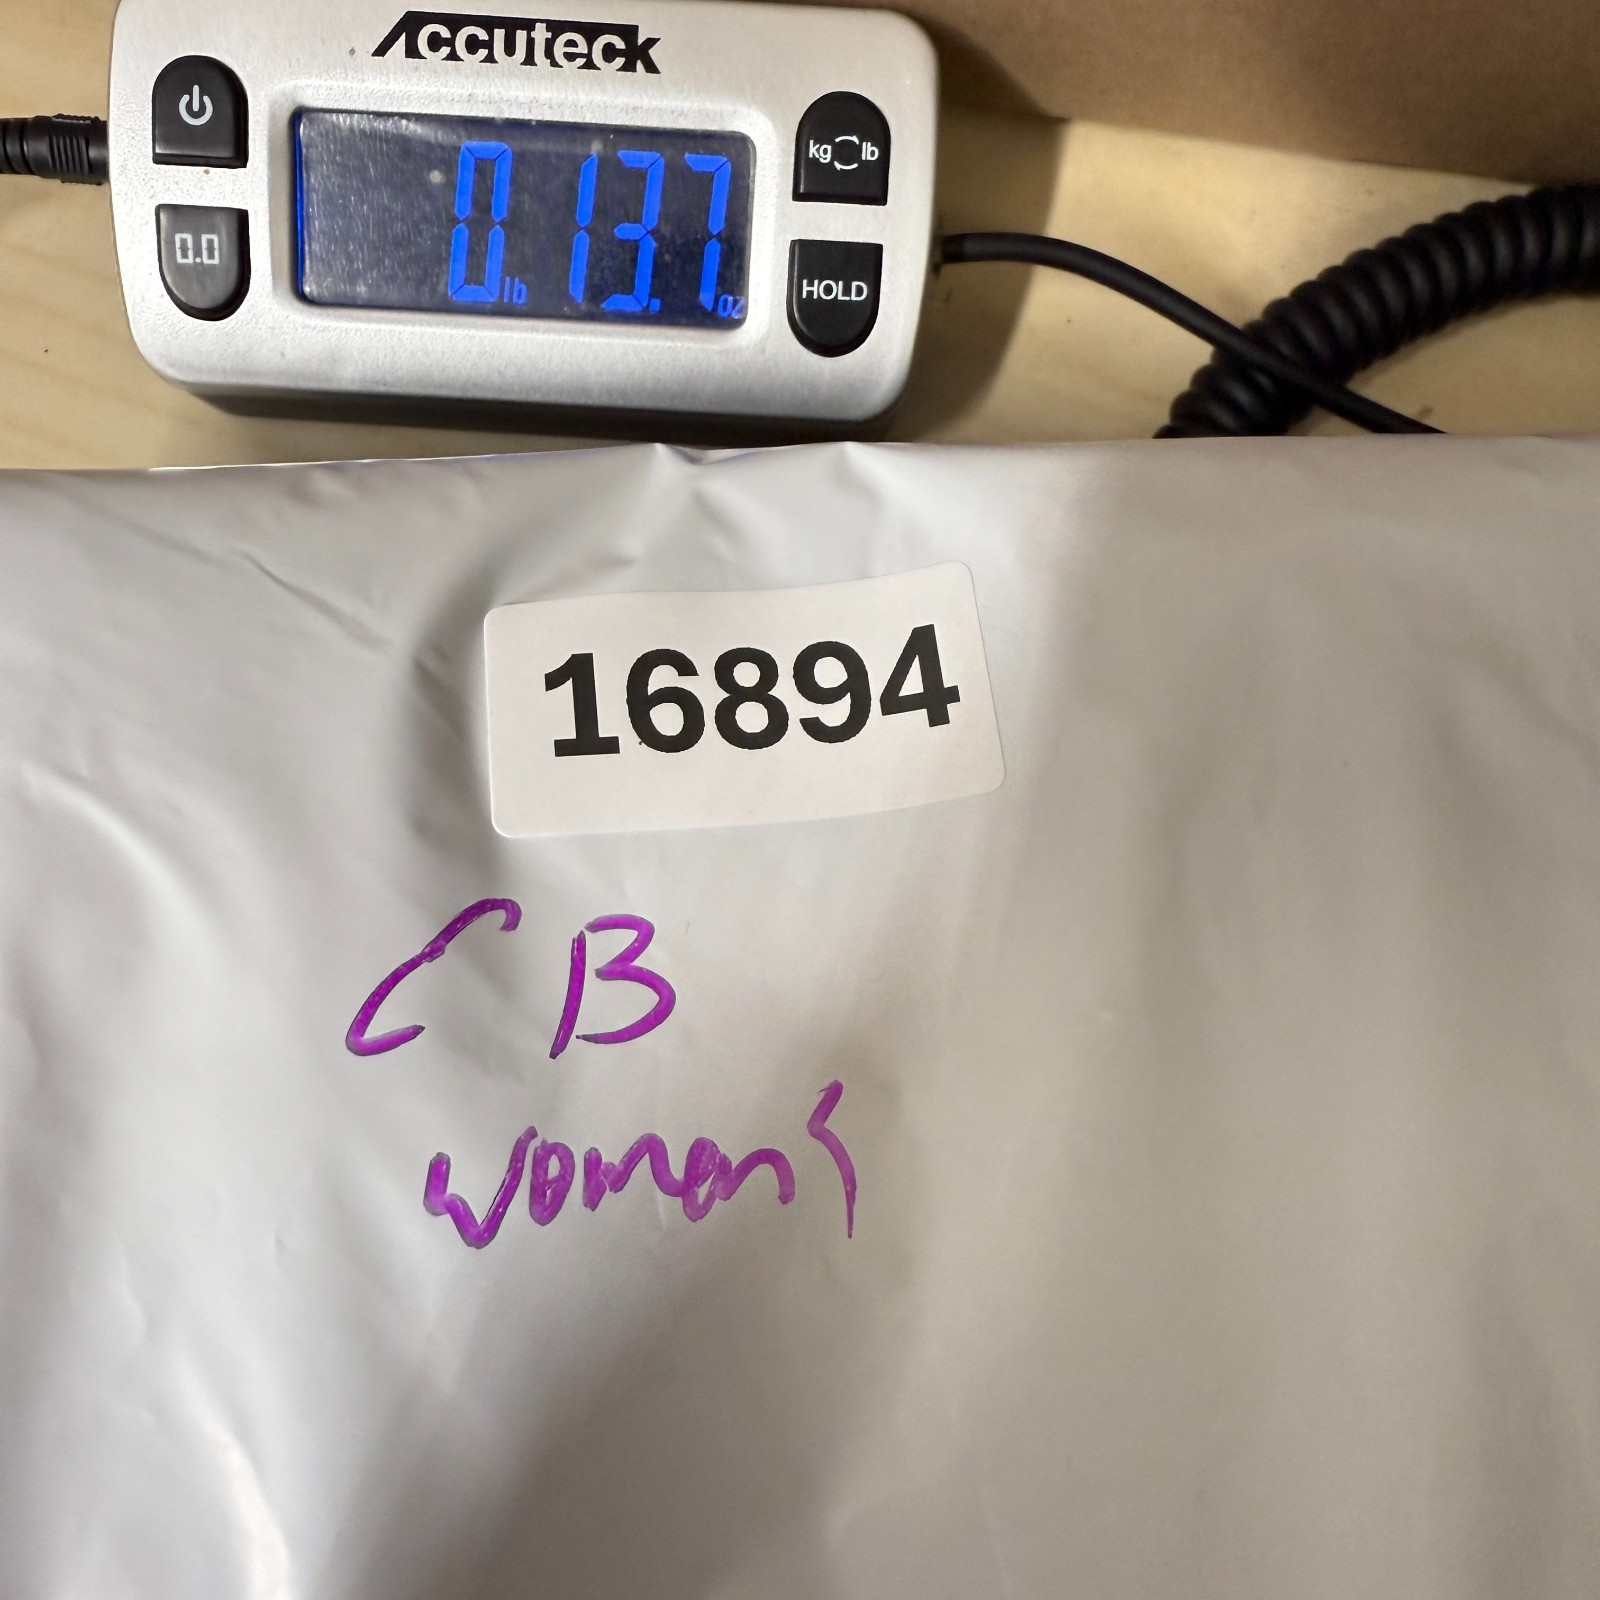 Accuteck
0.0
0 lb 13.7 oz
kg lb
HOLD
16894
CB
womens